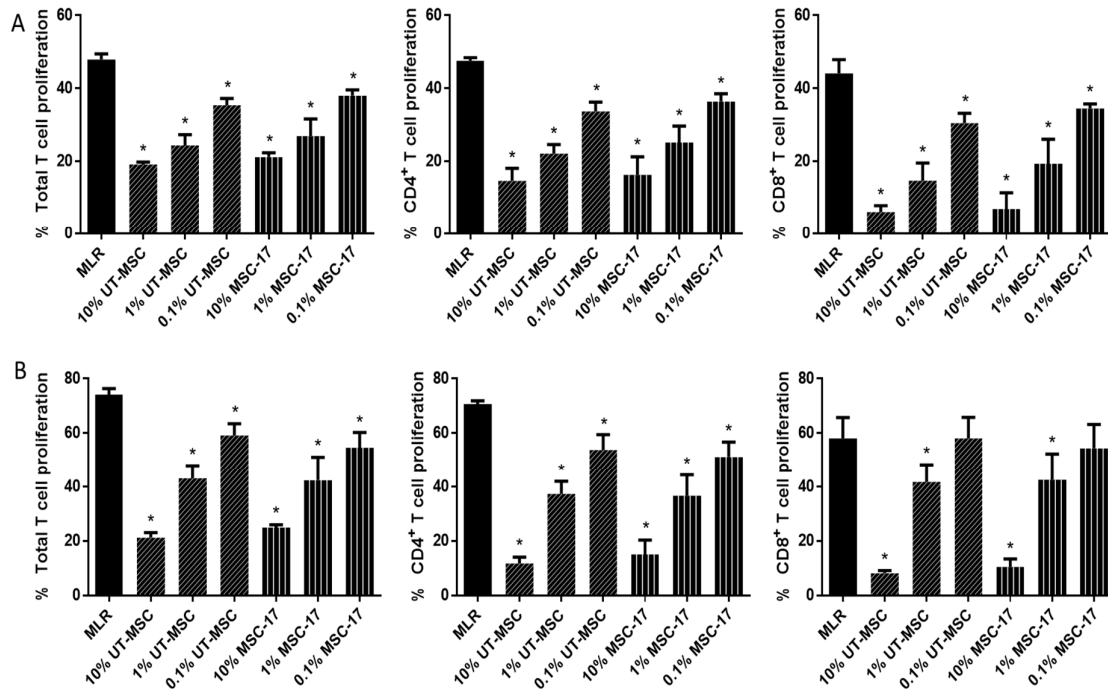 A
% Total T cell proliferation
60
40
20
0
*
*
*
*
*
*
MLR
10% UT-MSC
1% UT-MSC
0.1% UT-MSC
10% MSC-17
1% MSC-17
0.1% MSC-17
% CD4+ T cell proliferation
60
40
20
0
*
*
*
*
*
*
MLR
10% UT-MSC
1% UT-MSC
0.1% UT-MSC
10% MSC-17
1% MSC-17
0.1% MSC-17
% CD8+ T cell proliferation
60
40
20
0
*
*
*
*
*
*
MLR
10% UT-MSC
1% UT-MSC
0.1% UT-MSC
10% MSC-17
1% MSC-17
0.1% MSC-17
B
% Total T cell proliferation
80
60
40
20
0
*
*
*
*
*
*
MLR
10% UT-MSC
1% UT-MSC
0.1% UT-MSC
10% MSC-17
1% MSC-17
0.1% MSC-17
% CD4+ T cell proliferation
80
60
40
20
0
*
*
*
*
*
*
MLR
10% UT-MSC
1% UT-MSC
0.1% UT-MSC
10% MSC-17
1% MSC-17
0.1% MSC-17
% CD8+ T cell proliferation
80
60
40
20
0
*
*
*
*
MLR
10% UT-MSC
1% UT-MSC
0.1% UT-MSC
10% MSC-17
1% MSC-17
0.1% MSC-17